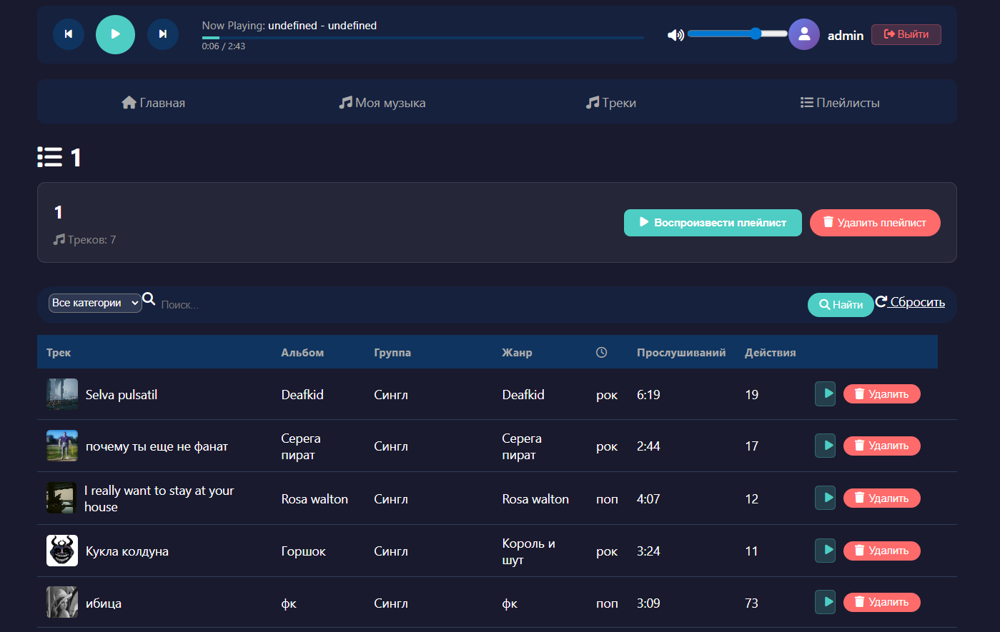 Now Playing: undefined - undefined
0:06 / 2:43
admin
Выйти
Главная
Моя музыка
Треки
Плейлисты
1
1
Треков: 7
Воспроизвести плейлист
Удалить плейлист
Все категории
Поиск...
Найти
Сбросить
Трек Альбом Группа Жанр Прослушиваний Действия
Selva pulsatil Deafkid Сингл Deafkid рок 6:19 19 Удалить
почему ты еще не фанат Серега пират Сингл Серега пират рок 2:44 17 Удалить
I really want to stay at your house Rosa walton Сингл Rosa walton поп 4:07 12 Удалить
Кукла колдуна Горшок Сингл Король и шут рок 3:24 11 Удалить
ибица фк Сингл фк поп 3:09 73 Удалить